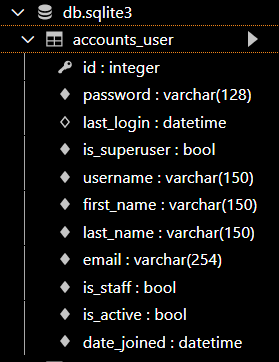 db.sqlite3
accounts_user
id : integer
password : varchar(128)
last_login : datetime
is_superuser : bool
username : varchar(150)
first_name : varchar(150)
last_name : varchar(150)
email : varchar(254)
is_staff : bool
is_active : bool
date_joined : datetime